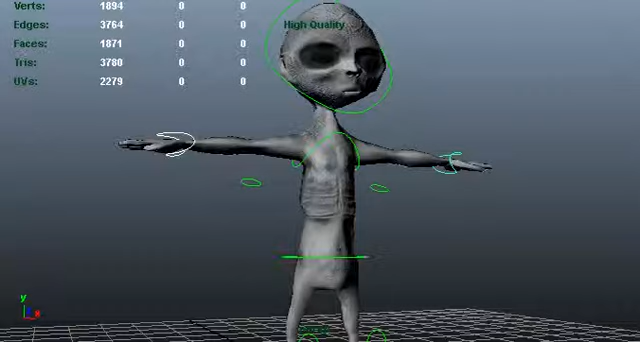 Verts: 1894 0 0
Edges: 3764 0 0
High Quality
Faces: 1871 0 0
Tris: 3780 0 0
UVs: 2279 0 0
y
x